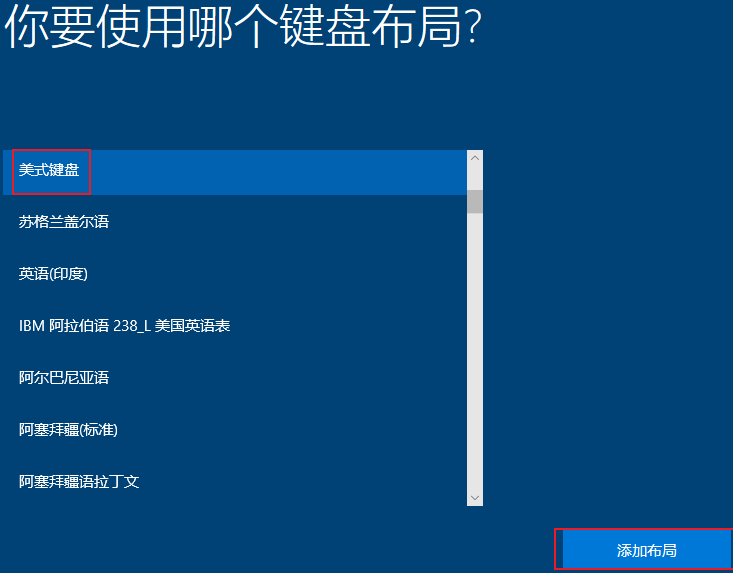 你要使用哪个键盘布局?
美式键盘
苏格兰盖尔语
英语(印度)
IBM 阿拉伯语 238_L 美国英语表
阿尔巴尼亚语
阿塞拜疆(标准)
阿塞拜疆语拉丁文
添加布局